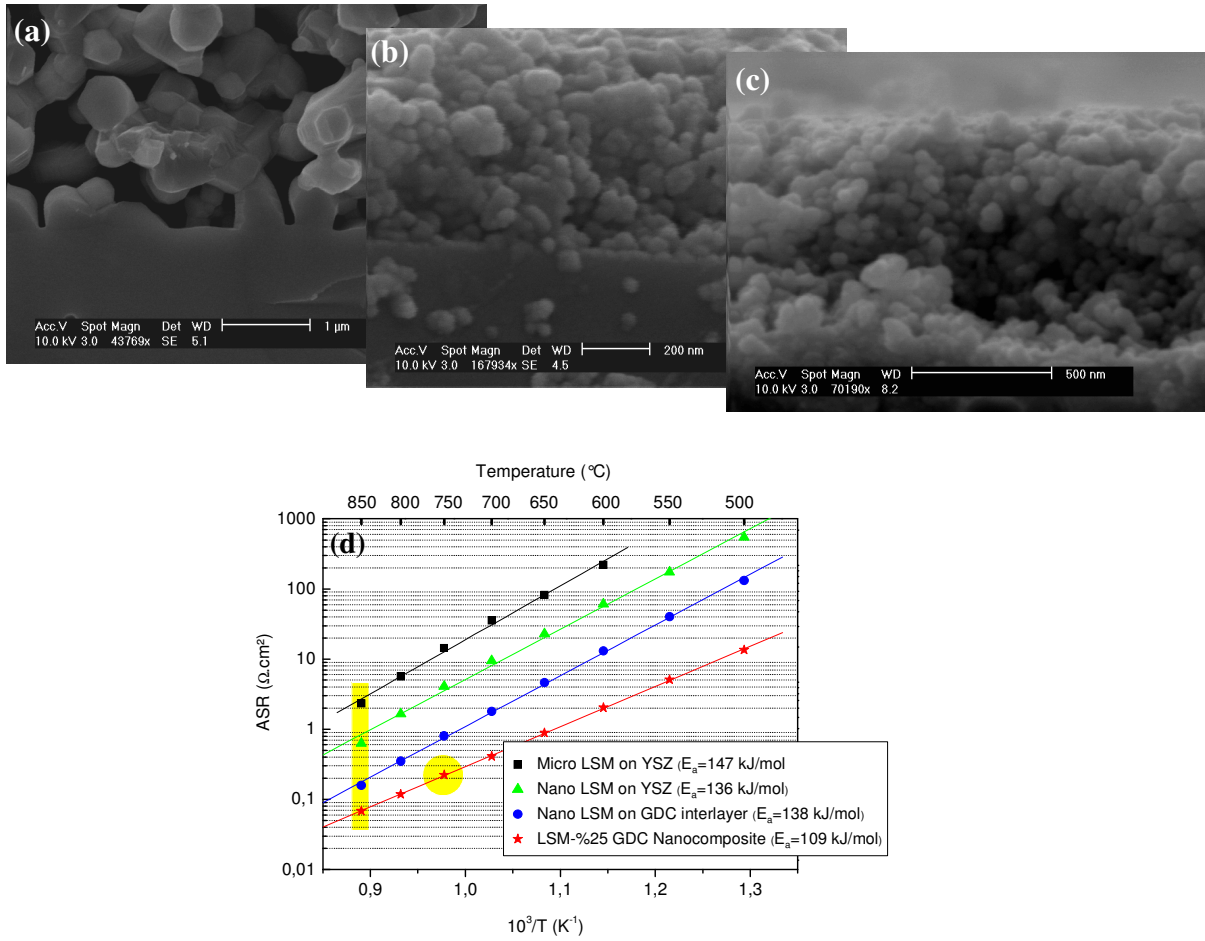 (a)
Acc.V Spot Magn Det WD 1 µm
10.0 kV 3.0 43769x SE 5.1
(b)
Acc.V Spot Magn Det WD 200 nm
10.0 kV 3.0 167934x SE 4.5
(c)
Acc.V Spot Magn WD 500 nm
10.0 kV 3.0 70190x 8.2
Temperature (°C)
850 800 750 700 650 600 550 500
(d)
ASR (Ω.cm²)
1000
100
10
1
0,1
0,01
Micro LSM on YSZ (Eₐ=147 kJ/mol
Nano LSM on YSZ (Eₐ=136 kJ/mol)
Nano LSM on GDC interlayer (Eₐ=138 kJ/mol)
LSM-%25 GDC Nanocomposite (Eₐ=109 kJ/mol)
0,9 1,0 1,1 1,2 1,3
10³/T (K⁻¹)